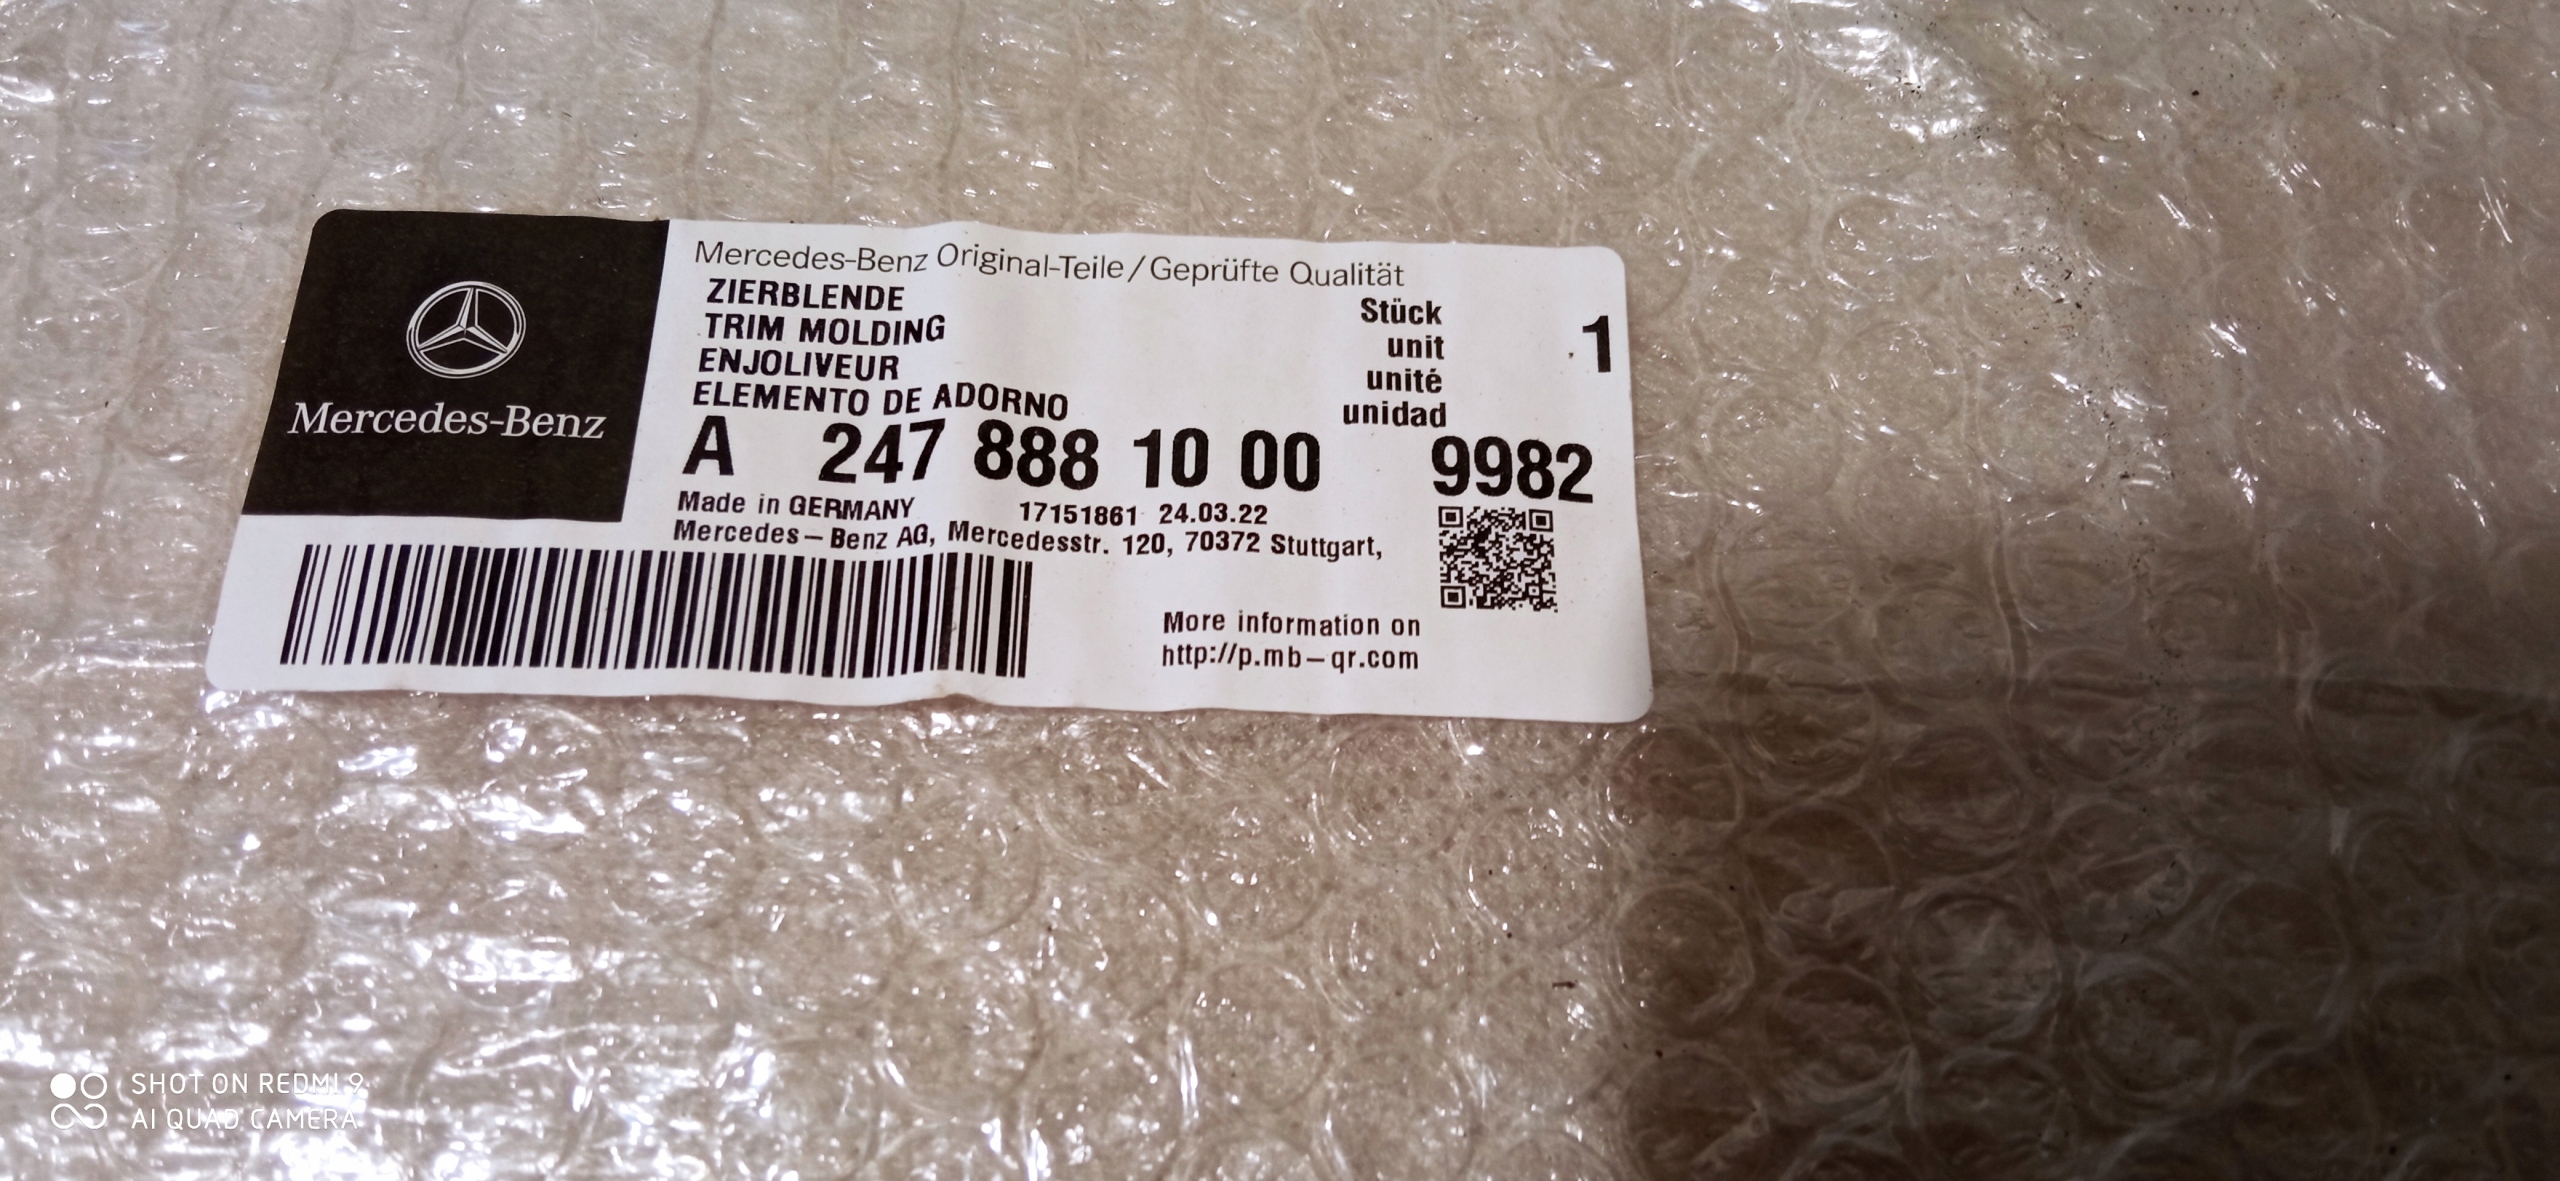 Mercedes-Benz
Mercedes-Benz Original-Teile/Geprüfte Qualität
ZIERBLENDE
TRIM MOLDING
ENJOLIVEUR
ELEMENTO DE ADORNO
Stück
unit
unité
unidad
1
A 247 888 10 00 9982
Made in GERMANY 17151861 24.03.22
Mercedes-Benz AG, Mercedesstr. 120, 70372 Stuttgart,
More information on
http://p.mb-qr.com
SHOT ON REDMI 9
AI QUAD CAMERA